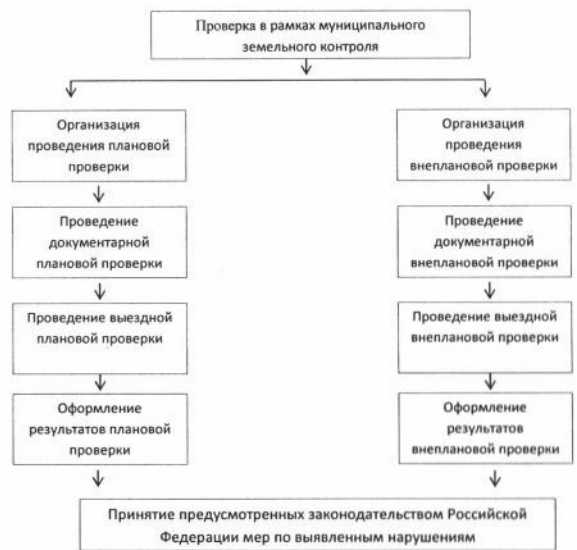 Проверка в рамках муниципального
земельного контроля
Организация
проведения плановой
проверки
Организация
проведения
внеплановой проверки
Проведение
документарной
плановой проверки
Проведение
документарной
внеплановой проверки
Проведение выездной
плановой проверки
Проведение выездной
внеплановой проверки
Оформление
результатов плановой
проверки
Оформление
результатов
внеплановой проверки
Принятие предусмотренных законодательством Российской
Федерации мер по выявленным нарушениям